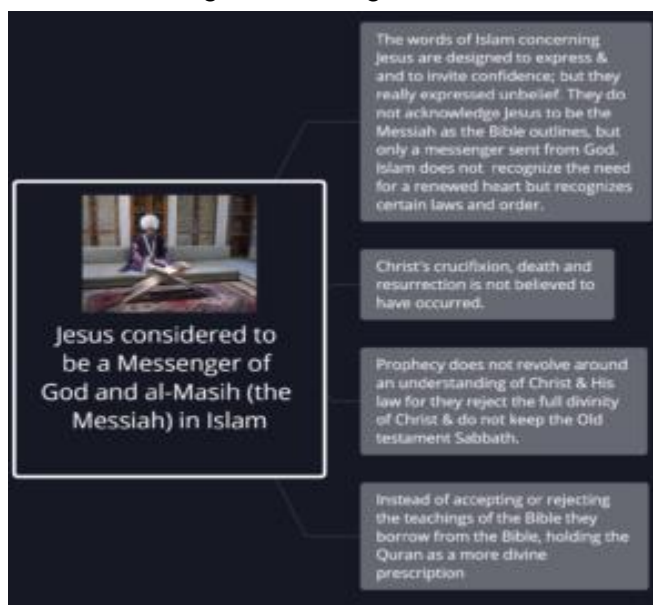 The words of Islam concerning
Jesus are designed to express &
and to invite confidence; but they
really expressed unbelief. They do
not acknowledge Jesus to be the
Messiah as the Bible outlines, but
only a messenger sent from God.
Islam does not recognize the need
for a renewed heart but recognizes
certain laws and order.
Jesus considered to
be a Messenger of
God and al-Masih (the
Messiah) in Islam
Christ's crucifixion, death and
resurrection is not believed to
have occurred.
Prophecy does not revolve around
an understanding of Christ & His
law for they reject the full divinity
of Christ & do not keep the Old
testament Sabbath.
Instead of accepting or rejecting
the teachings of the Bible they
borrow from the Bible, holding the
Quran as a more divine
prescription